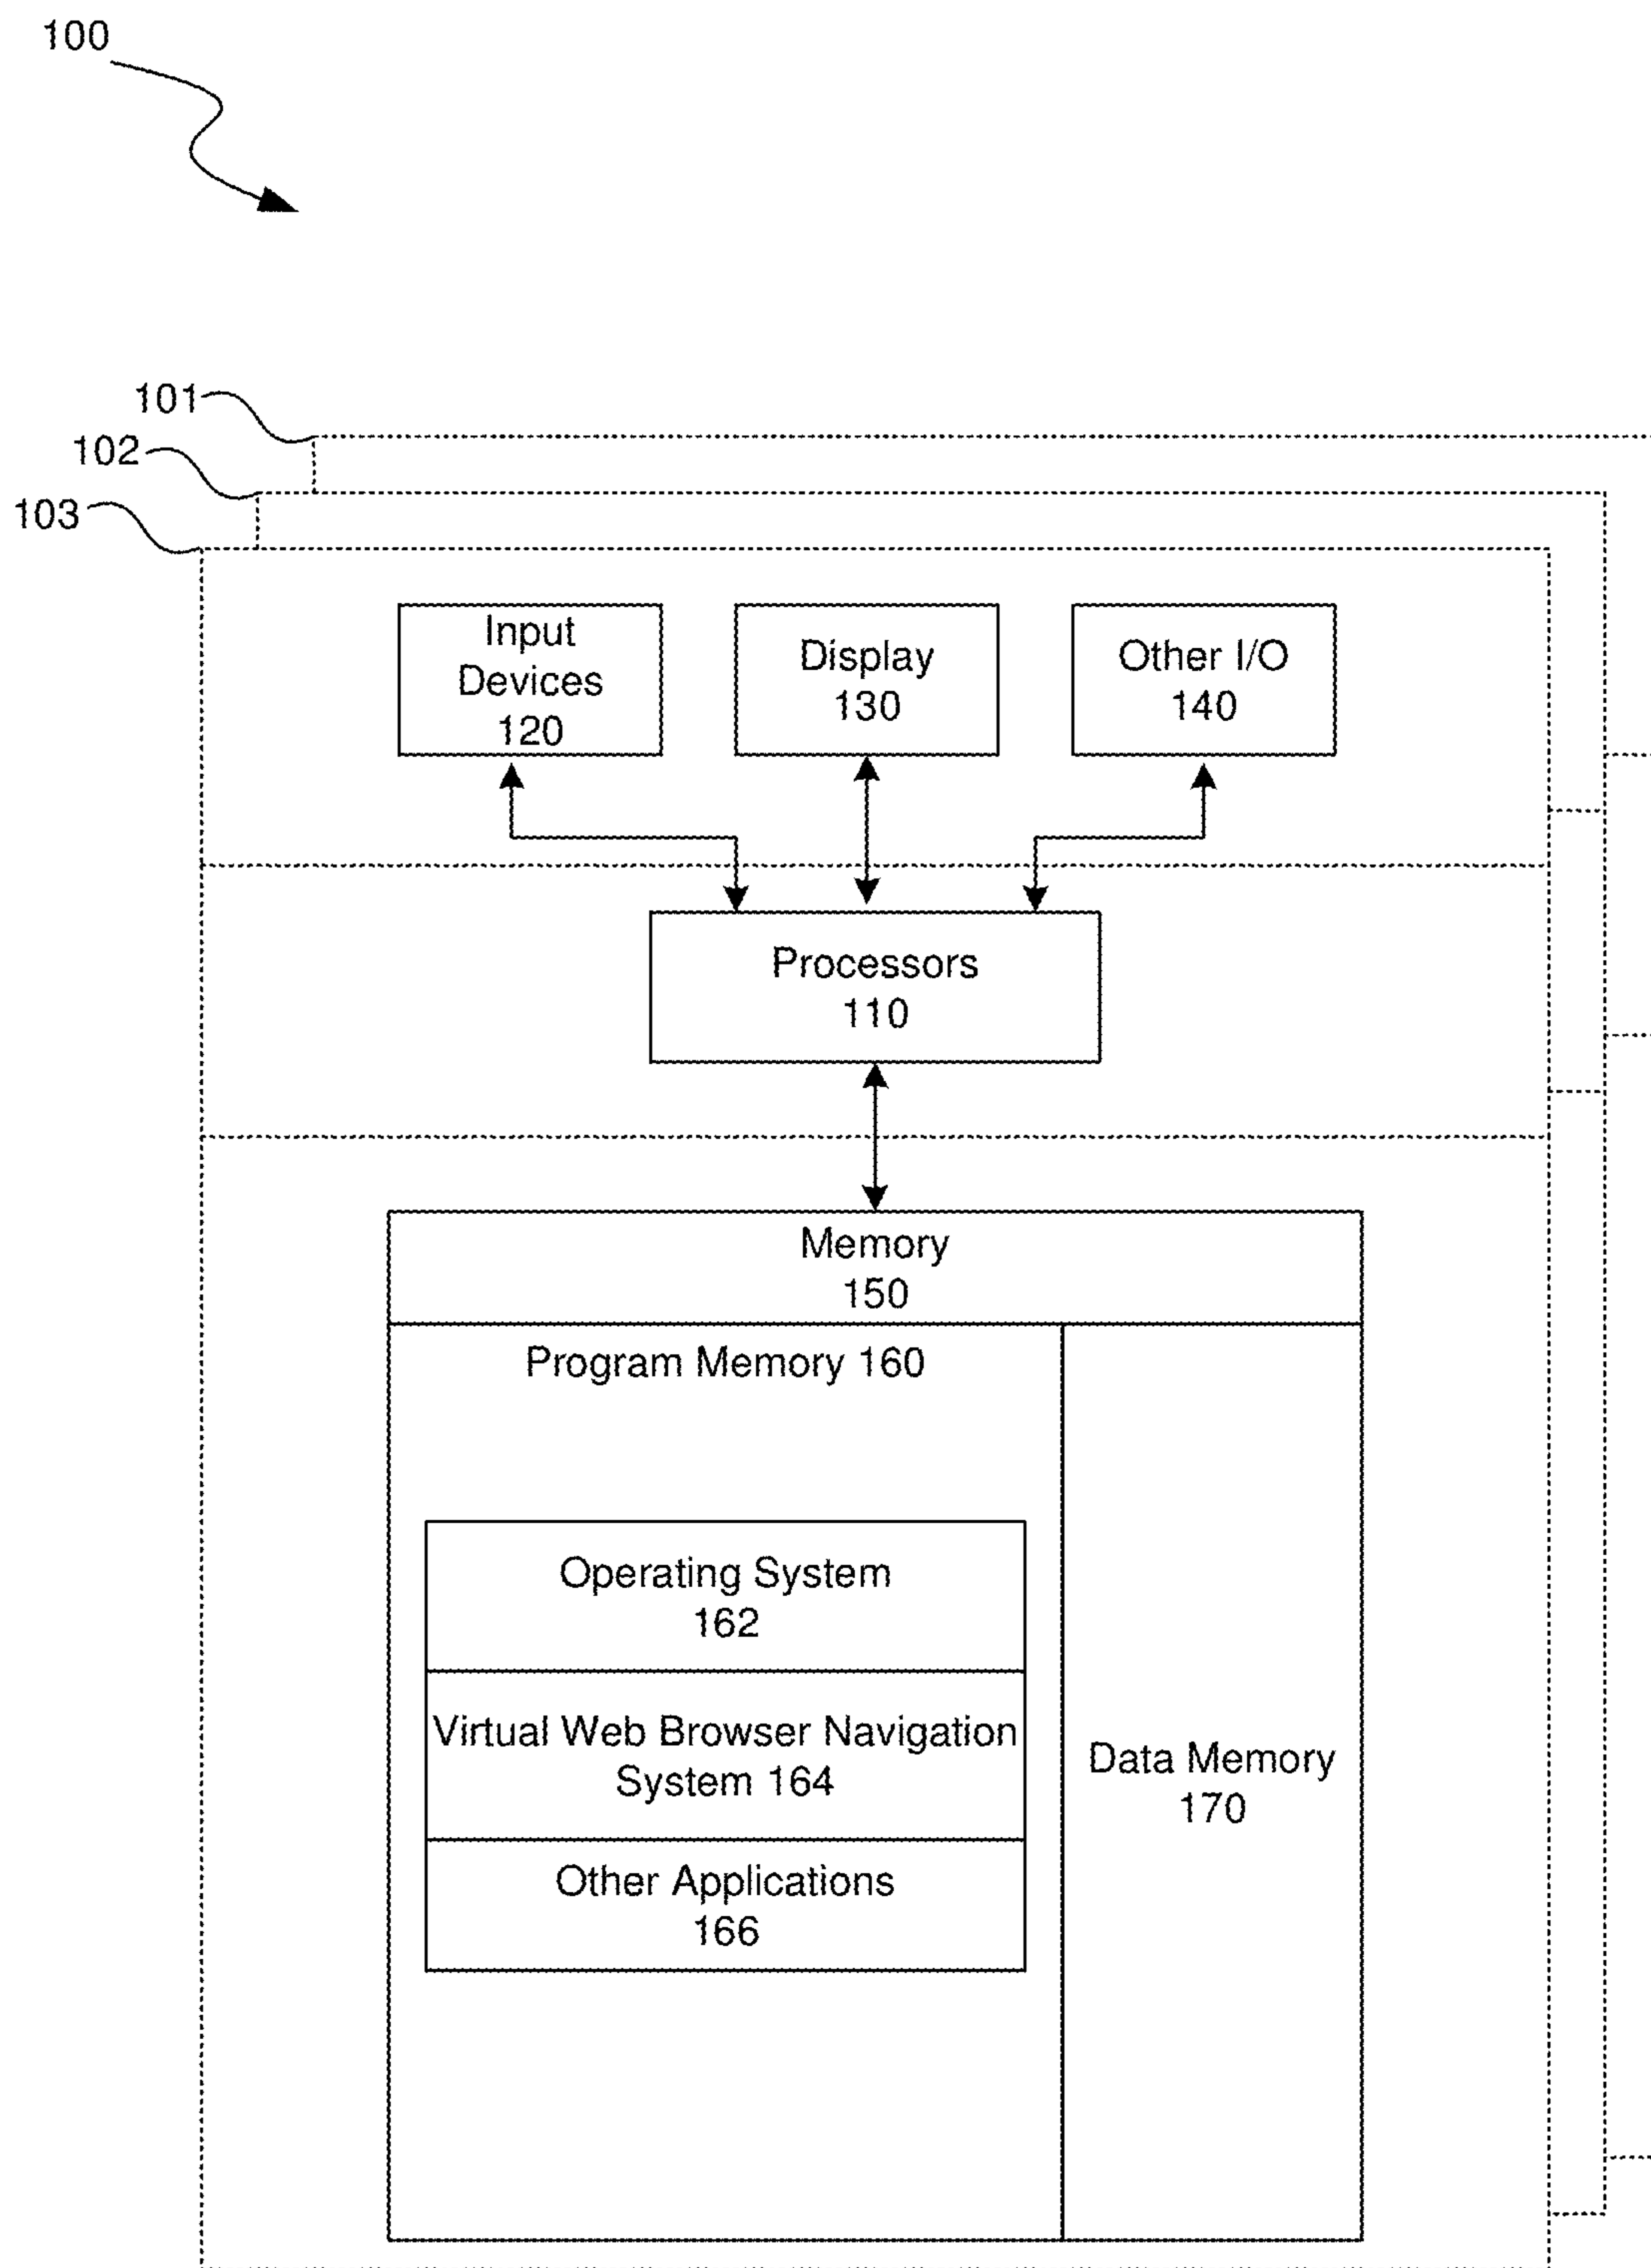 100
101
102
103
Input
Devices
120
Display
130
Other I/O
140
Processors
110
Memory
150
Program Memory 160
Operating System
162
Virtual Web Browser Navigation
System 164
Other Applications
166
Data Memory
170